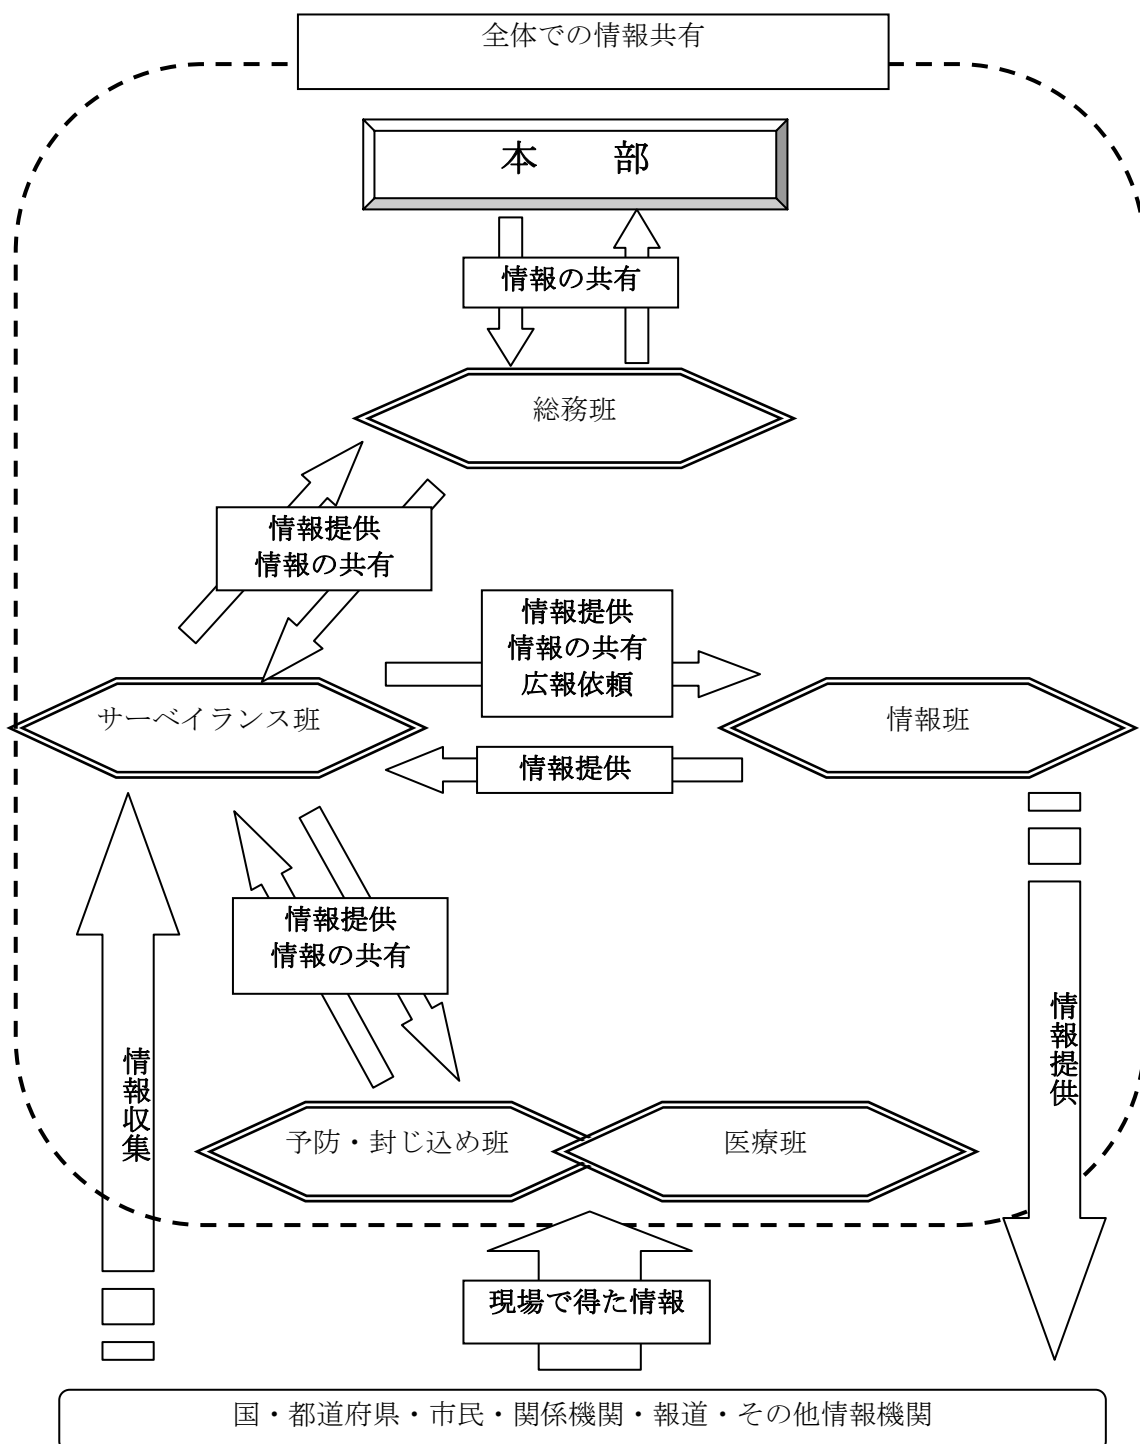 全体での情報共有
本　　部
情報の共有
総務班
情報提供
情報の共有
情報提供
情報の共有
広報依頼
サーベイランス班
情報班
情報提供
情報提供
情報の共有
情報収集
情報提供
予防・封じ込め班
医療班
現場で得た情報
国・都道府県・市民・関係機関・報道・その他情報機関